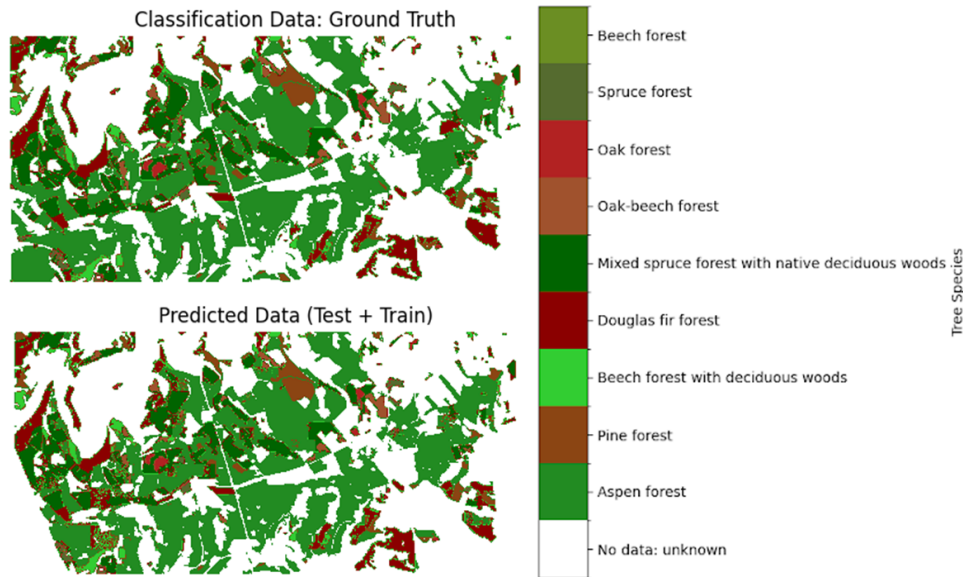 Classification Data: Ground Truth
Predicted Data (Test + Train)
Beech forest
Spruce forest
Oak forest
Oak-beech forest
Mixed spruce forest with native deciduous woods
Douglas fir forest
Beech forest with deciduous woods
Pine forest
Aspen forest
No data: unknown
Tree Species